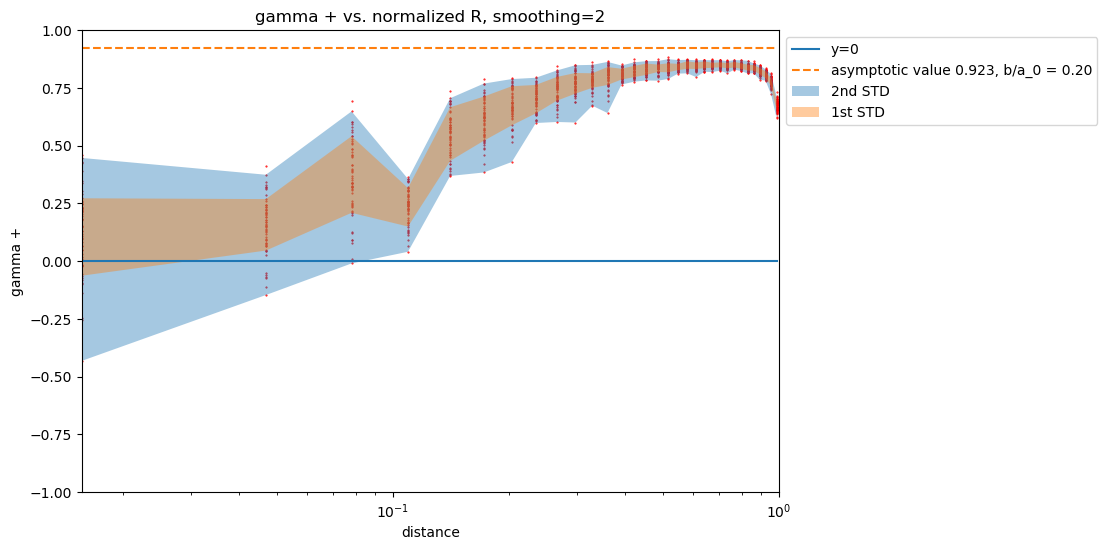 gamma + vs. normalized R, smoothing=2
1.00
0.75
0.50
0.25
0.00
−0.25
−0.50
−0.75
−1.00
gamma +
10⁻¹
10⁰
distance
y=0
asymptotic value 0.923, b/a_0 = 0.20
2nd STD
1st STD